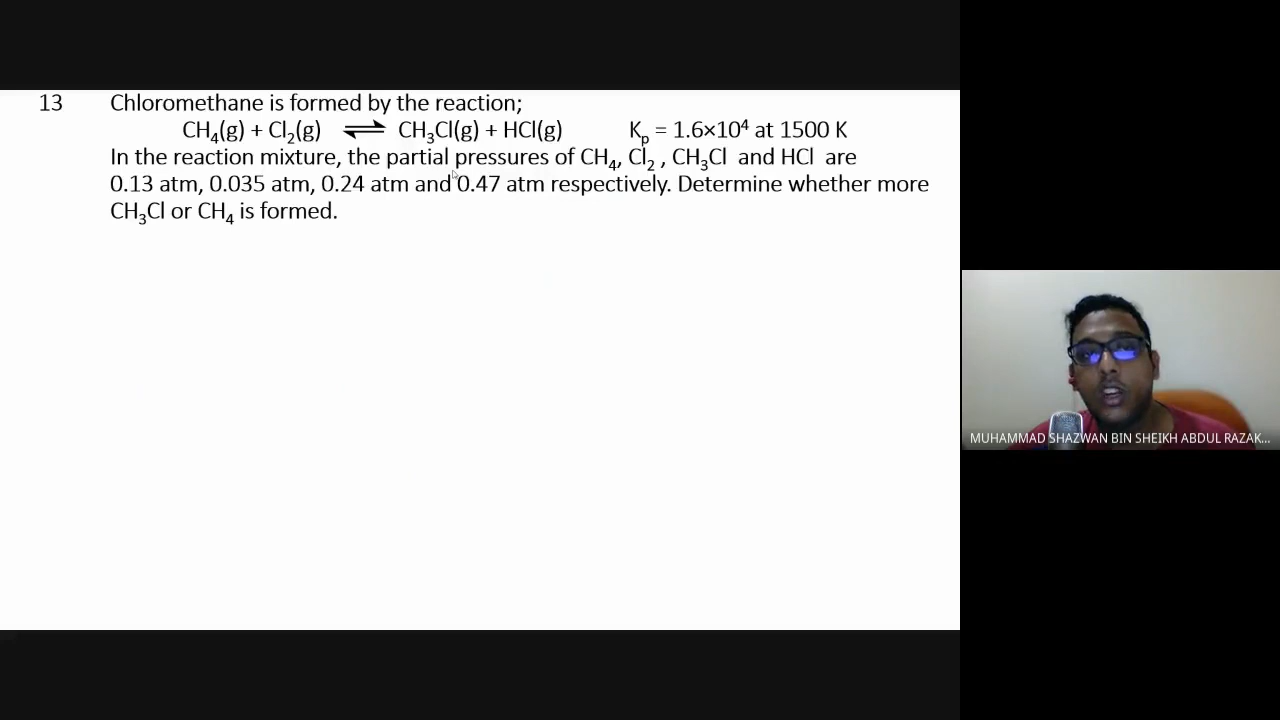 13 Chloromethane is formed by the reaction;
CH₄(g) + Cl₂(g) ⇌ CH₃Cl(g) + HCl(g) Kₚ = 1.6×10⁴ at 1500 K
In the reaction mixture, the partial pressures of CH₄, Cl₂ , CH₃Cl and HCl are
0.13 atm, 0.035 atm, 0.24 atm and 0.47 atm respectively. Determine whether more
CH₃Cl or CH₄ is formed.
MUHAMMAD SHAZWAN BIN SHEIKH ABDUL RAZAK...